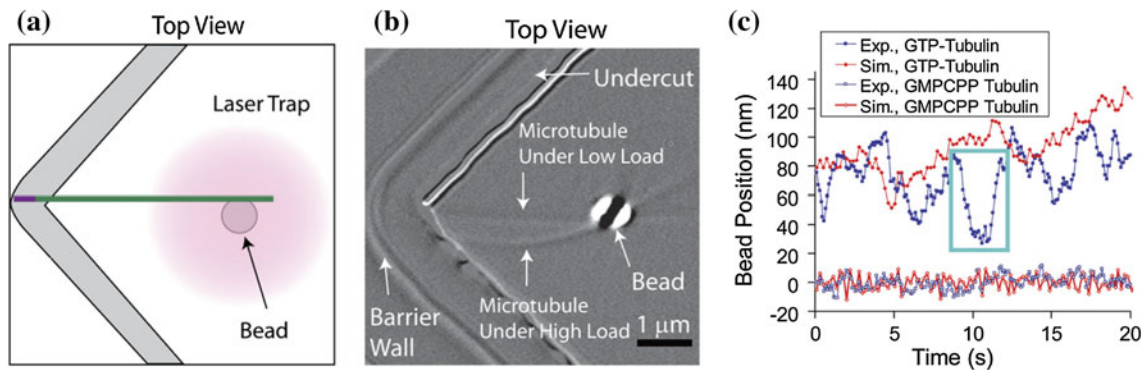 (a)
Top View
Laser Trap
Bead
(b)
Top View
Undercut
Microtubule
Under Low Load
Bead
Barrier
Wall
Microtubule
Under High Load
1 μm
(c)
Exp., GTP-Tubulin
Sim., GTP-Tubulin
Exp., GMPCPP Tubulin
Sim., GMPCPP Tubulin
Bead Position (nm)
140
120
100
80
60
40
20
0
-20
0 5 10 15 20
Time (s)